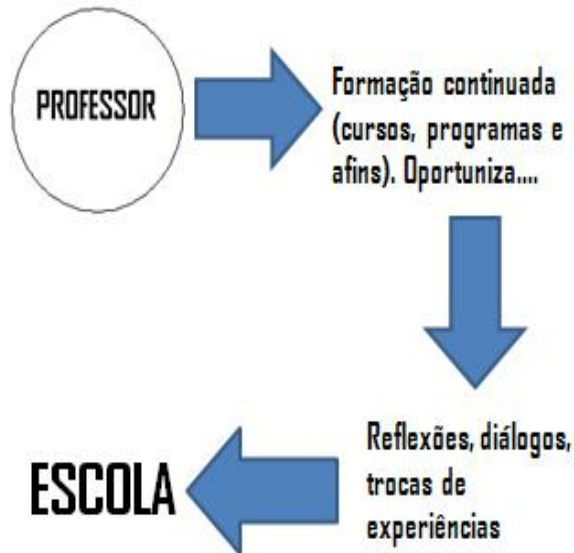 PROFESSOR
Formação continuada
(cursos, programas e
afins). Oportuniza....
Reflexões, diálogos,
trocas de
experiências
ESCOLA